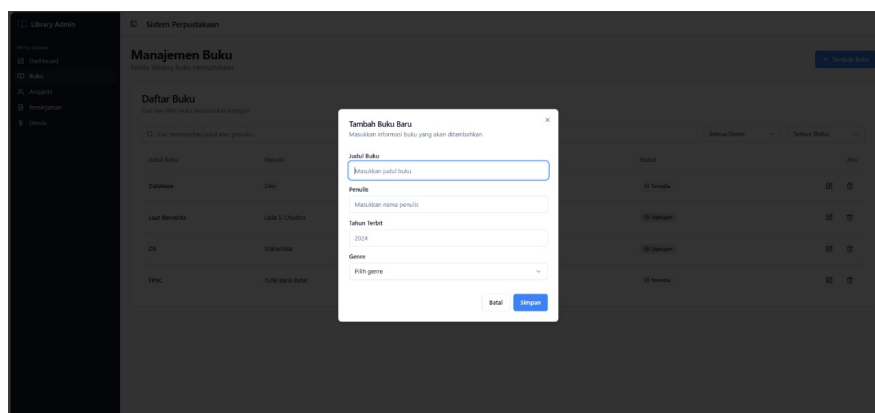 Library Admin
Sistem Perpustakaan
Menu Utama
Dashboard
Buku
Anggota
Peminjaman
Denda
Manajemen Buku
Kelola katalog buku perpustakaan
Tambah Buku
Daftar Buku
Cari dan filter buku berdasarkan kategori
Cari berdasarkan judul atau penulis...
Semua Genre
Semua Status
Judul Buku Penulis Status Aksi
Database
Tersedia
Laut Bercerita Leila S. Chudori Dipinjam
OS Mahardika Dipinjam
TPSC Tersedia
Tambah Buku Baru
Masukkan informasi buku yang akan ditambahkan
Judul Buku
Masukkan judul buku
Penulis
Masukkan nama penulis
Tahun Terbit
2024
Genre
Pilih genre
Batal Simpan